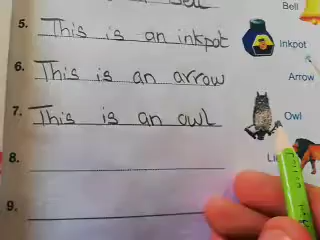 Bell
5. This is an inkpot
Inkpot
6. This is an arrow
Arrow
7. This is an owl
Owl
8.
9.